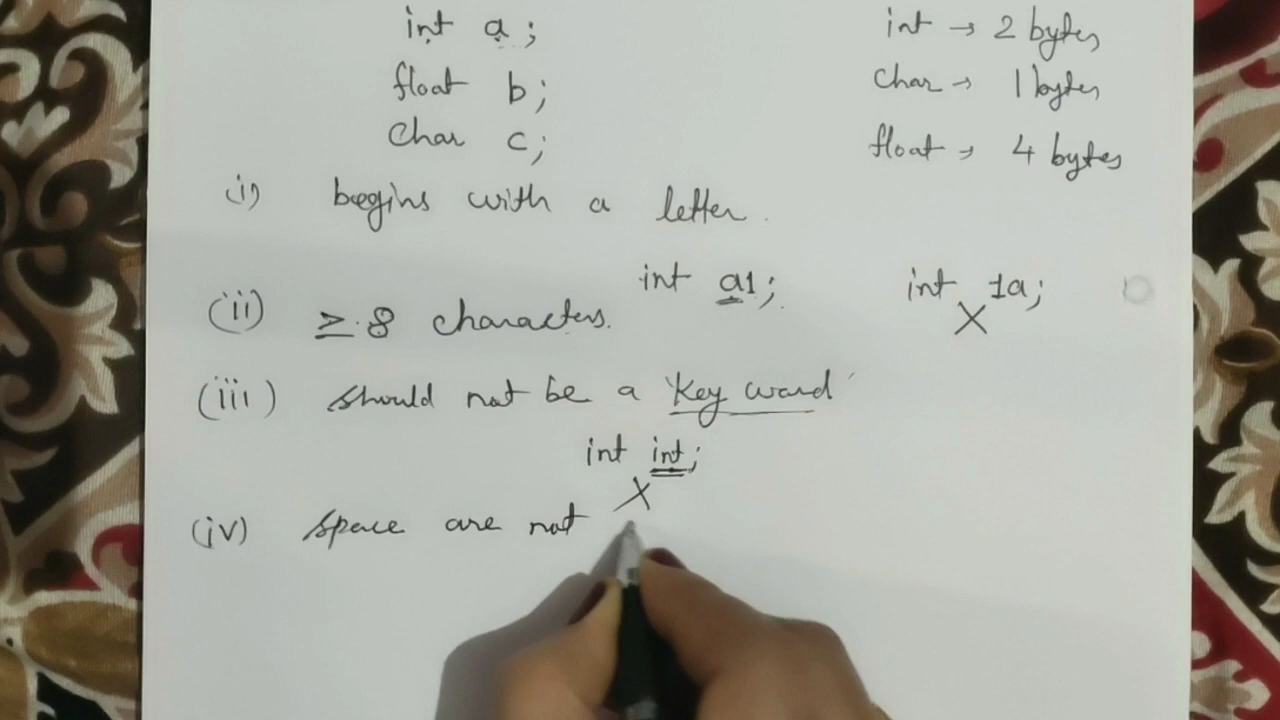 int a; int → 2 bytes
float b; char → 1 bytes
char c; float → 4 bytes
(i) begins with a letter.
int a1; int 1a;
X
(ii) ≥ 8 characters.
(iii) should not be a 'Key word'
int int;
X
(iv) space are not